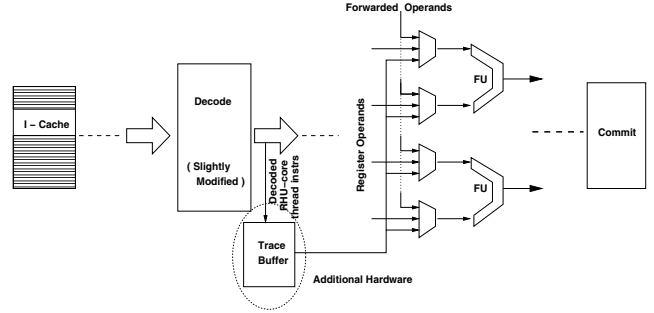 Forwarded Operands
I - Cache
Decode
( Slightly
Modified )
Decoded
RHU-core
thread instrs
Register Operands
FU
FU
Commit
Trace
Buffer
Additional Hardware